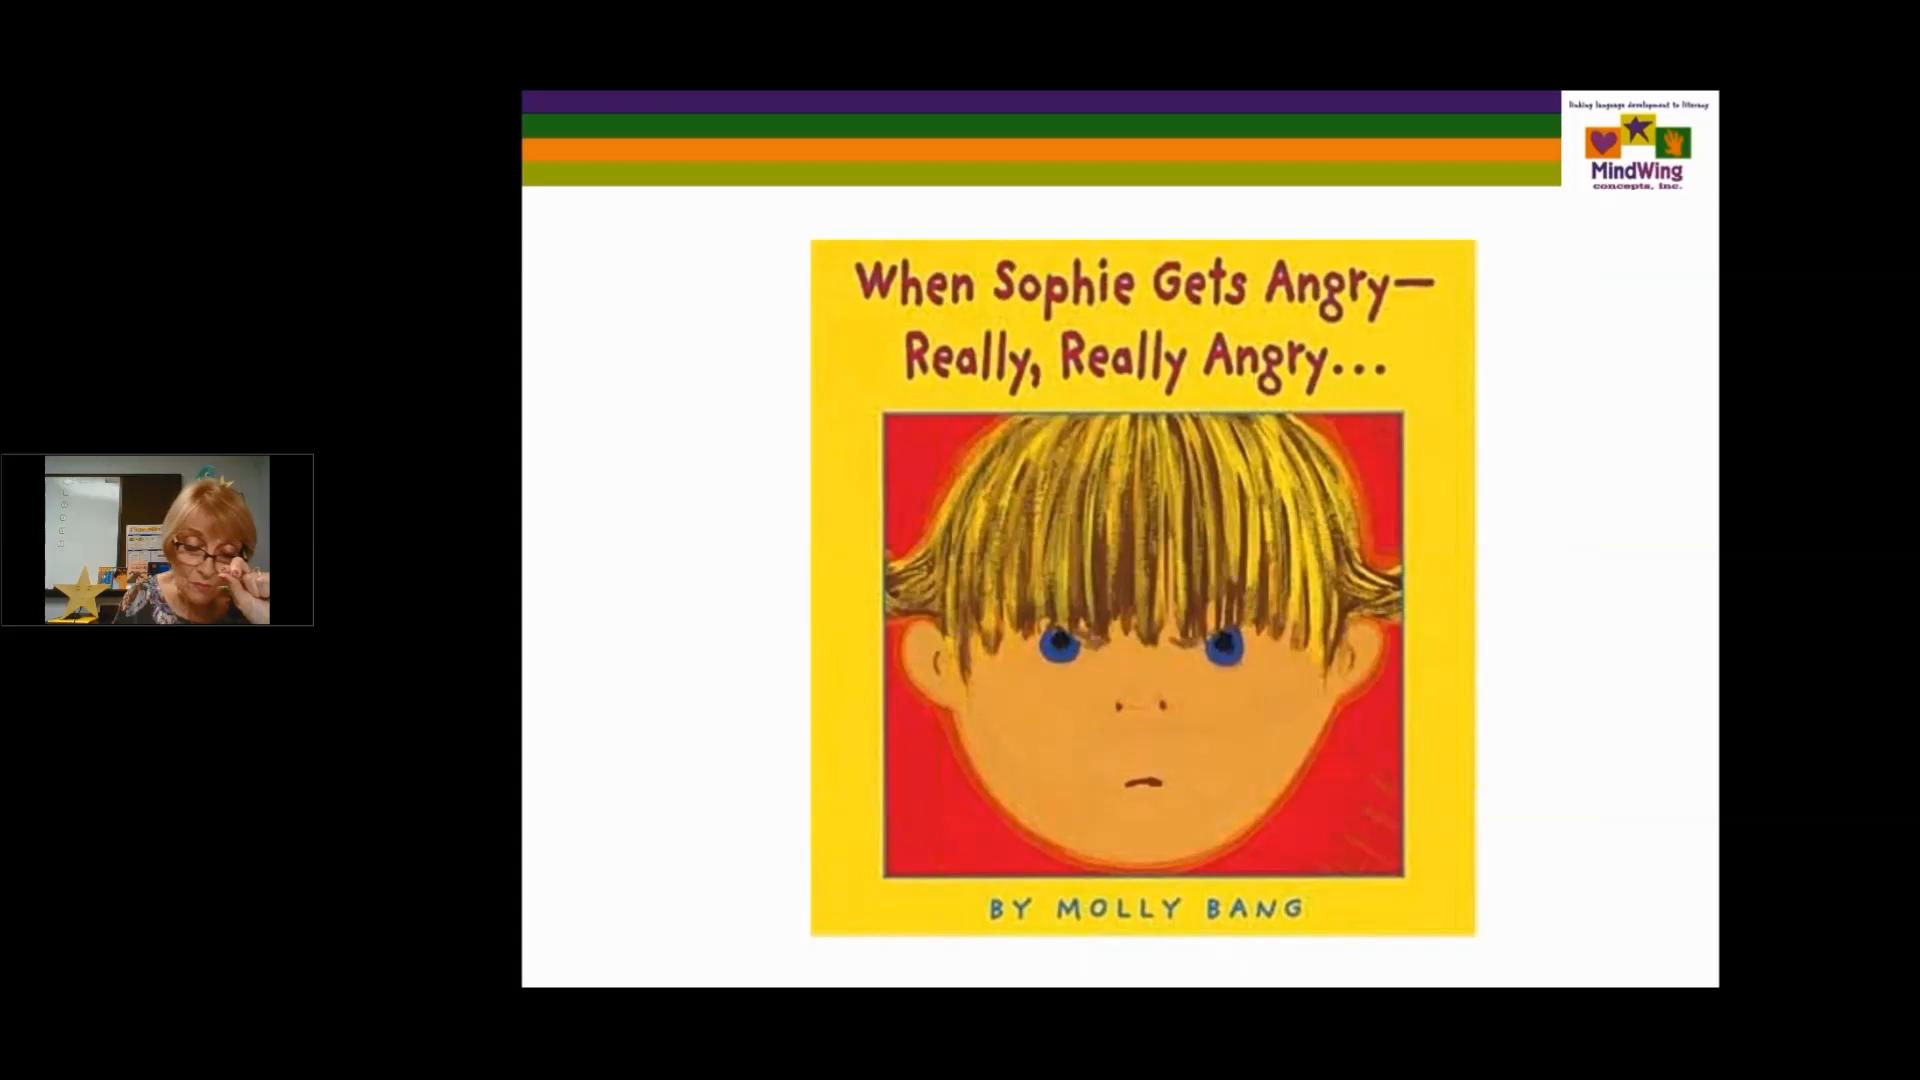 linking language development to literacy
MindWing
concepts, inc.
When Sophie Gets Angry—
Really, Really Angry...
BY MOLLY BANG